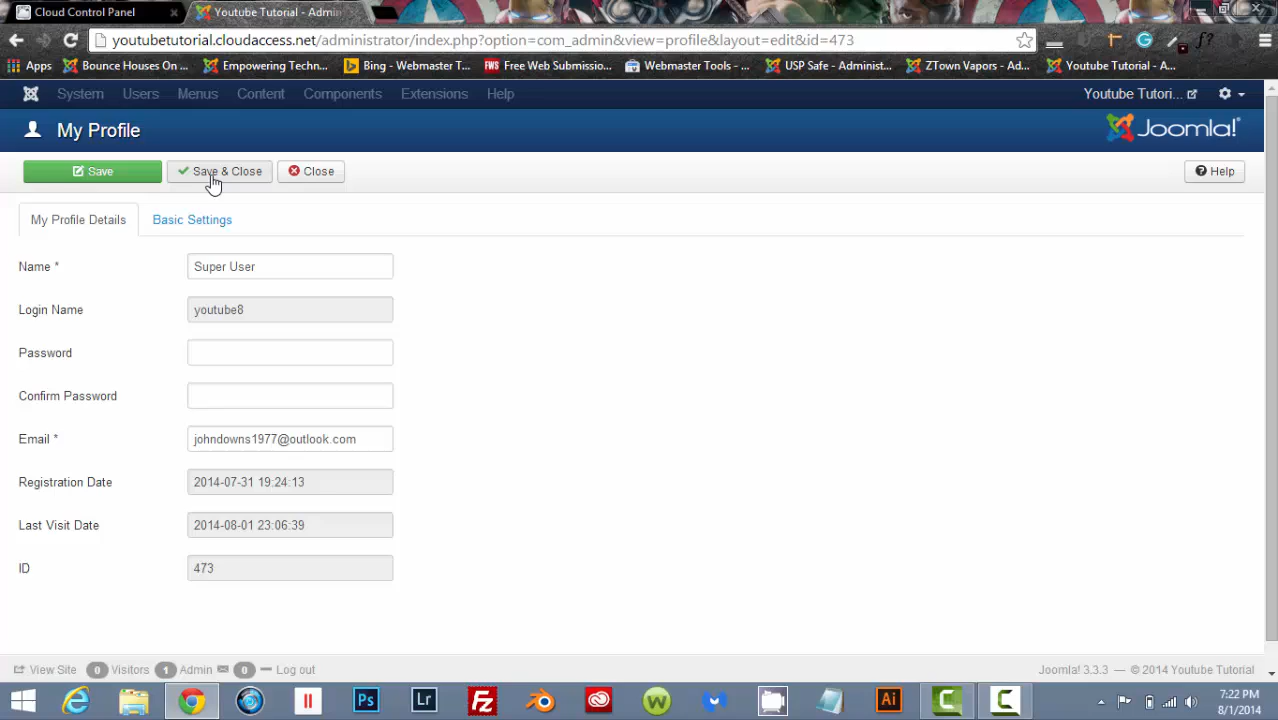 Cloud Control Panel ×
Youtube Tutorial - Admin
youtubetutorial.cloudaccess.net/administrator/index.php?option=com_admin&view=profile&layout=edit&id=473
Apps Bounce Houses On ... Empowering Techn... Bing - Webmaster T... FWS Free Web Submissio... Webmaster Tools - ... USP Safe - Administ... ZTown Vapors - Ad... Youtube Tutorial - A...
System Users Menus Content Components Extensions Help Youtube Tutori...
My Profile Joomla!
Save Save & Close Close Help
My Profile Details Basic Settings
Name * Super User
Login Name youtube8
Password
Confirm Password
Email * johndowns1977@outlook.com
Registration Date 2014-07-31 19:24:13
Last Visit Date 2014-08-01 23:06:39
ID 473
View Site 0 Visitors 1 Admin 0 Log out Joomla! 3.3.3 — © 2014 Youtube Tutorial
Ps Lr Fz W Ai C C
7:22 PM
8/1/2014